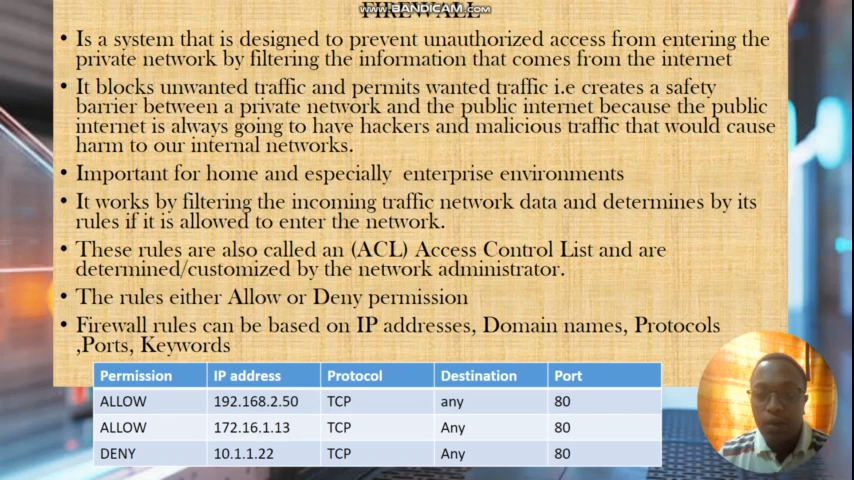 www.BANDICAM.com
FIREWALL
• Is a system that is designed to prevent unauthorized access from entering the
private network by filtering the information that comes from the internet
• It blocks unwanted traffic and permits wanted traffic i.e creates a safety
barrier between a private network and the public internet because the public
internet is always going to have hackers and malicious traffic that would cause
harm to our internal networks.
• Important for home and especially enterprise environments
• It works by filtering the incoming traffic network data and determines by its
rules if it is allowed to enter the network.
• These rules are also called an (ACL) Access Control List and are
determined/customized by the network administrator.
• The rules either Allow or Deny permission
• Firewall rules can be based on IP addresses, Domain names, Protocols
,Ports, Keywords
Permission IP address Protocol Destination Port
ALLOW 192.168.2.50 TCP any 80
ALLOW 172.16.1.13 TCP Any 80
DENY 10.1.1.22 TCP Any 80